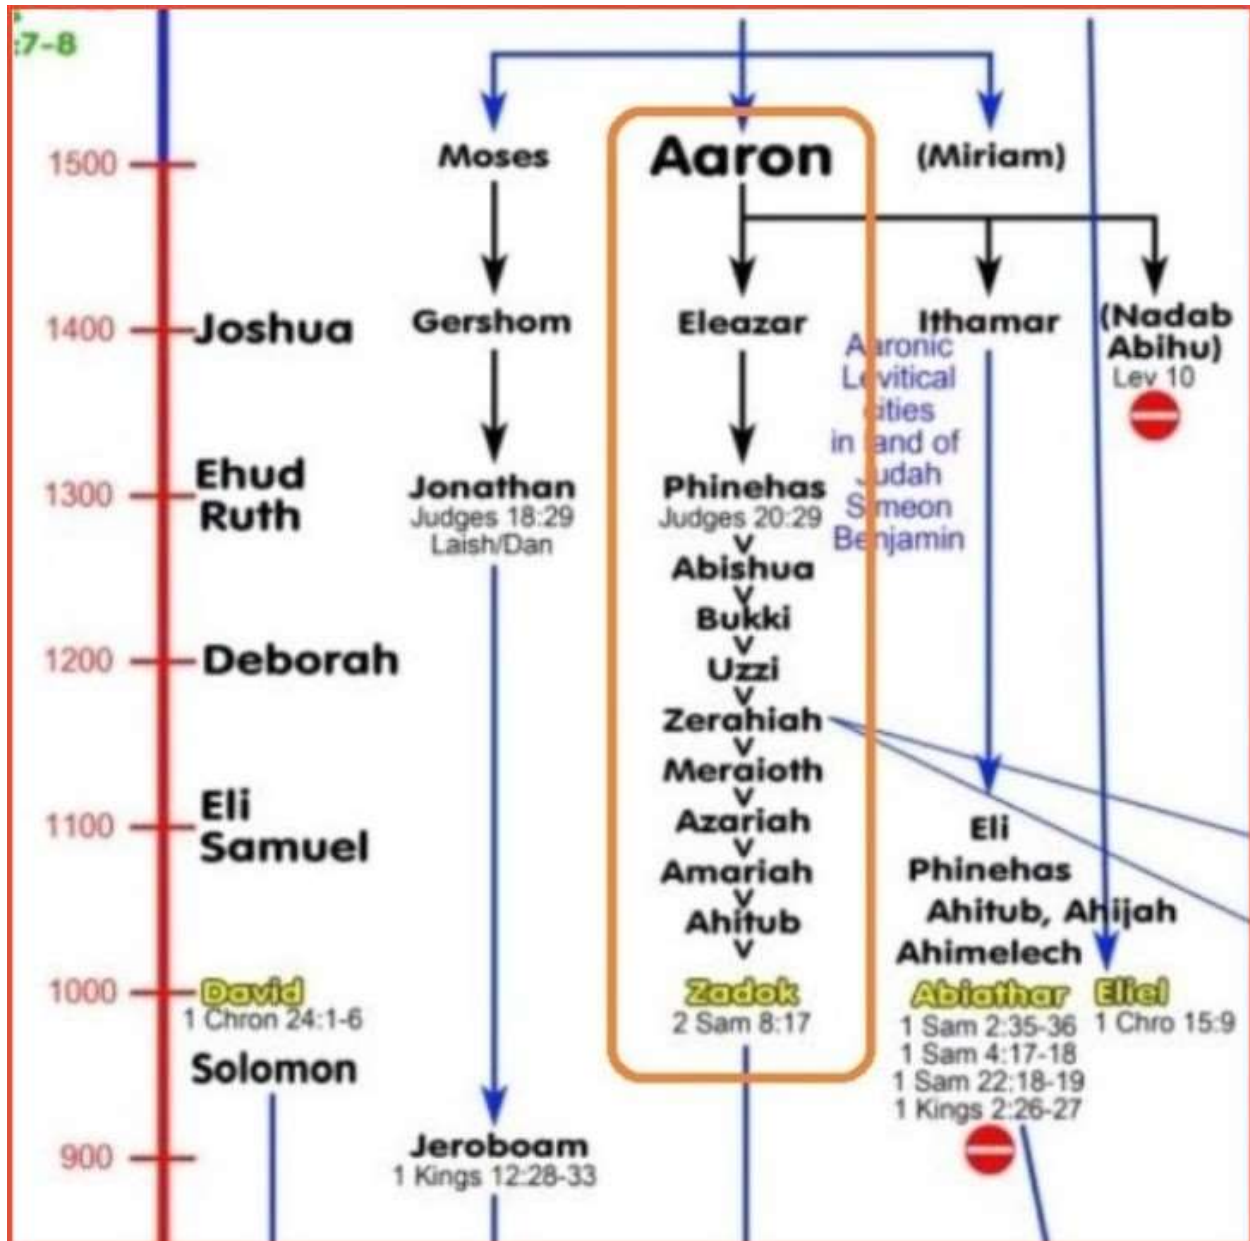 :7-8
1500
Moses
Aaron
(Miriam)
1400
Joshua
Gershom
Eleazar
Ithamar
(Nadab
Abihu)
Lev 10
Aaronic
Levitical
cities
in land of
Judah
Simeon
Benjamin
1300
Ehud
Ruth
Jonathan
Judges 18:29
Laish/Dan
Phinehas
Judges 20:29
Abishua
Bukki
Uzzi
Zerahiah
Meraioth
Azariah
Amariah
Ahitub
1200
Deborah
1100
Eli
Samuel
Eli
Phinehas
Ahitub, Ahijah
Ahimelech
1000
David
1 Chron 24:1-6
Solomon
Zadok
2 Sam 8:17
Abiathar
1 Sam 2:35-36
1 Sam 4:17-18
1 Sam 22:18-19
1 Kings 2:26-27
Eliel
1 Chro 15:9
900
Jeroboam
1 Kings 12:28-33